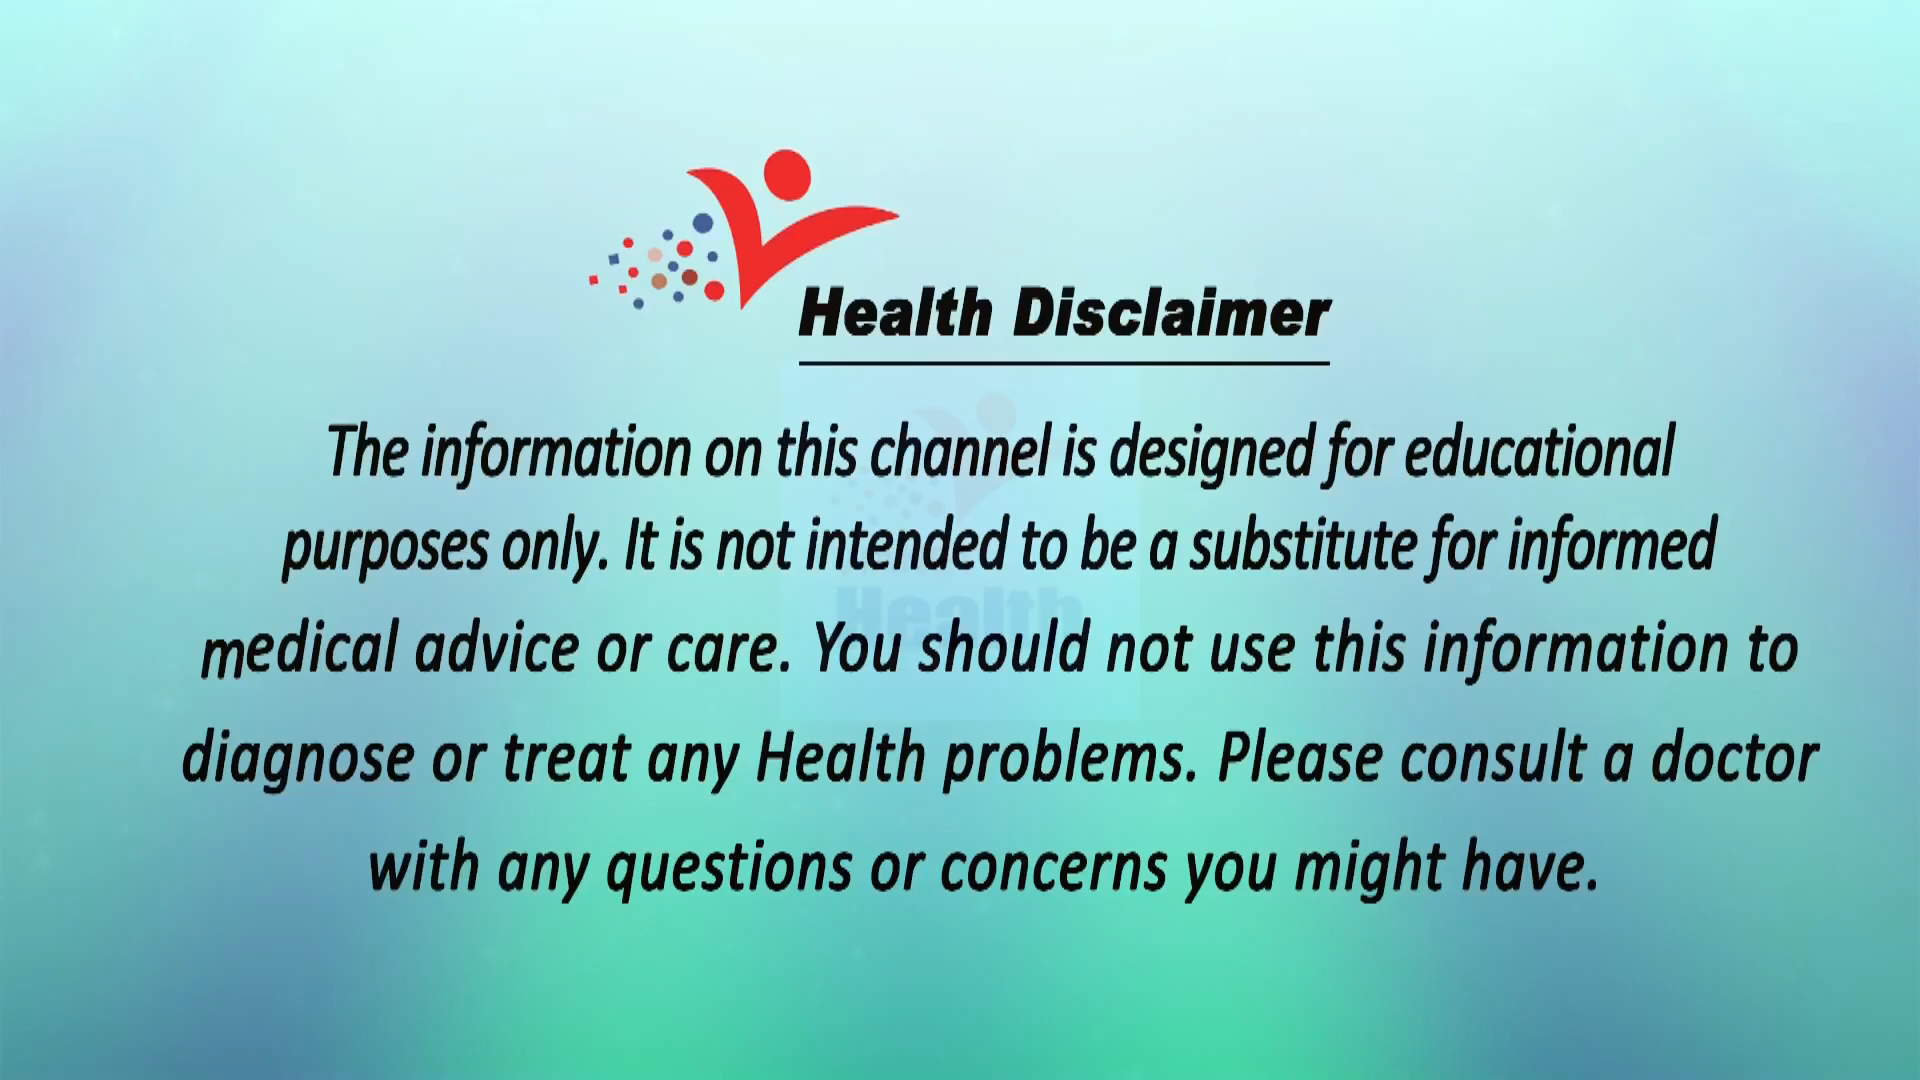 Health Disclaimer
The information on this channel is designed for educational
purposes only. It is not intended to be a substitute for informed
Health
medical advice or care. You should not use this information to
diagnose or treat any Health problems. Please consult a doctor
with any questions or concerns you might have.